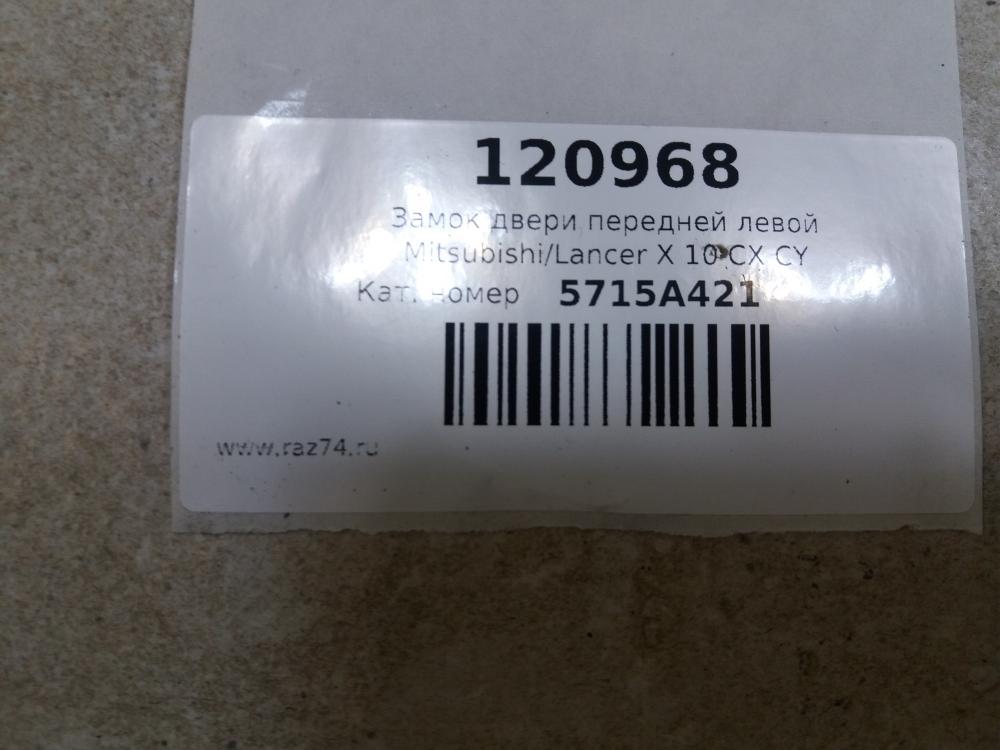 120968
Замок двери передней левой
Mitsubishi/Lancer X 10 CX CY
Кат. номер 5715A421
www.raz74.ru